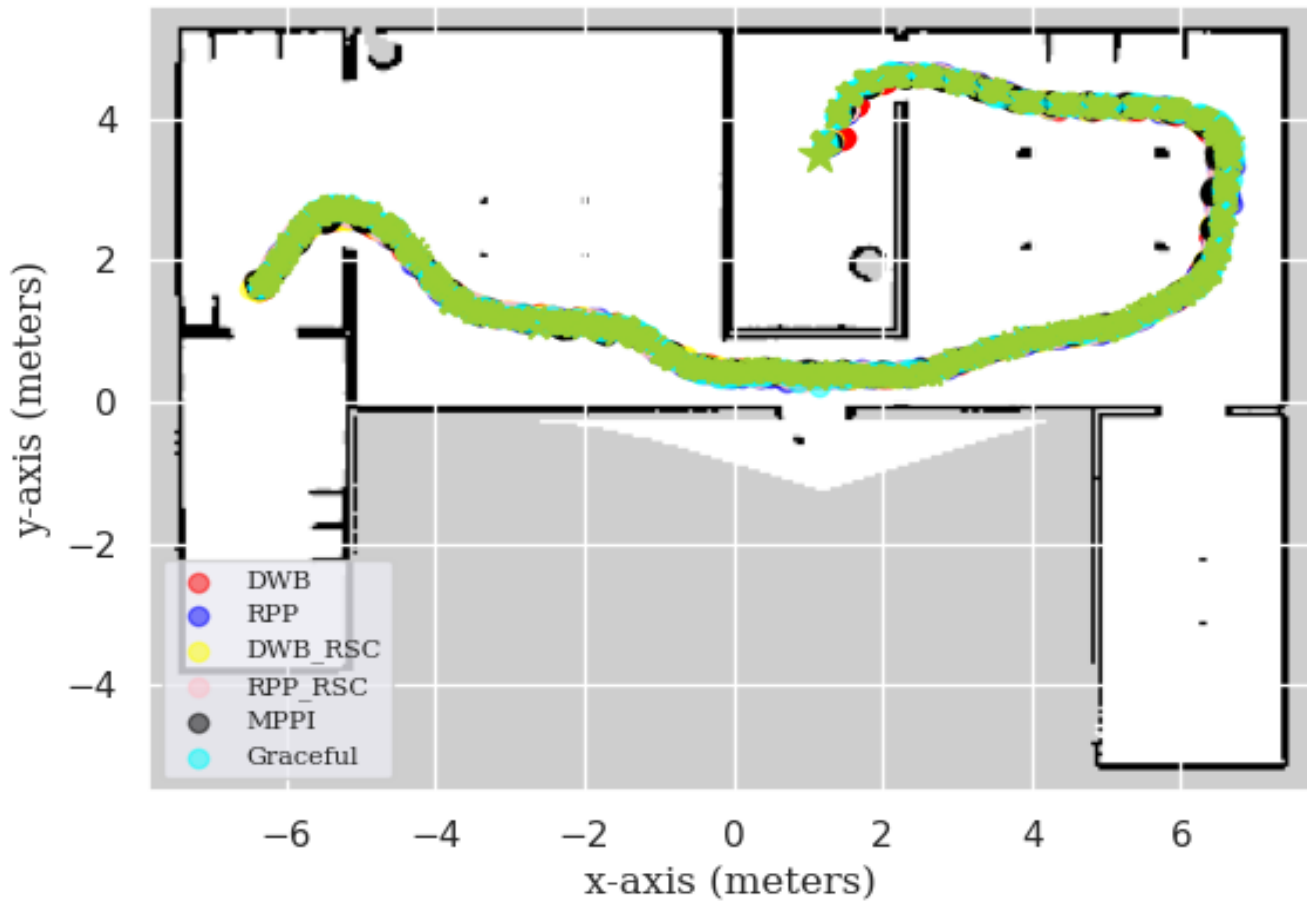 4
2
0
−2
−4
y-axis (meters)
DWB
RPP
DWB_RSC
RPP_RSC
MPPI
Graceful
−6 −4 −2 0 2 4 6
x-axis (meters)